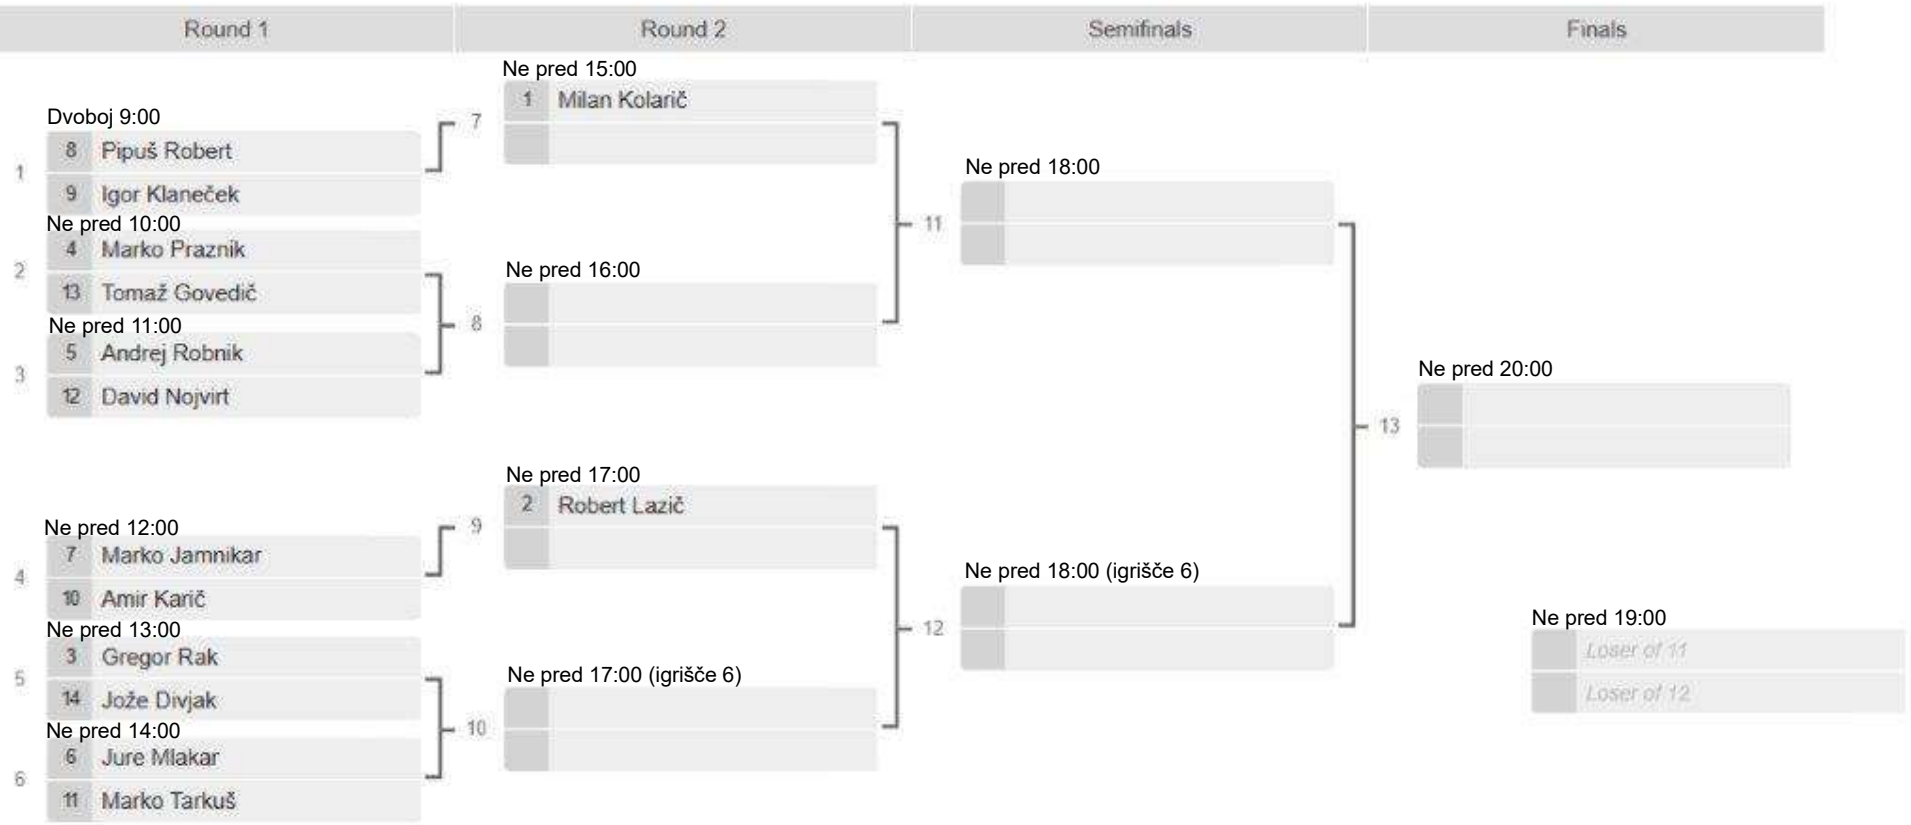 Round 1
Round 2
Semifinals
Finals
Dvoboj 9:00
1
8 Pipuš Robert
9 Igor Klaneček
Ne pred 10:00
2
4 Marko Praznik
13 Tomaž Govedič
Ne pred 11:00
3
5 Andrej Robnik
12 David Nojvirt
Ne pred 12:00
4
7 Marko Jamnikar
10 Amir Karič
Ne pred 13:00
5
3 Gregor Rak
14 Jože Divjak
Ne pred 14:00
6
6 Jure Mlakar
11 Marko Tarkuš
Ne pred 15:00
7
1 Milan Kolarič
Ne pred 16:00
8
Ne pred 17:00
9
2 Robert Lazič
Ne pred 17:00 (igrišče 6)
10
Ne pred 18:00
11
Ne pred 18:00 (igrišče 6)
12
Ne pred 20:00
13
Ne pred 19:00
Loser of 11
Loser of 12